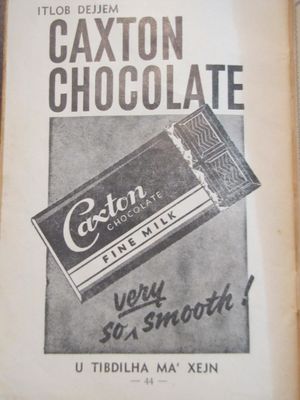 ITLOB DEJJEM
CAXTON
CHOCOLATE
Caxton
CHOCOLATE
FINE MILK
very
so smooth!
U TIBDILHA MA' XEJN
— 44 —